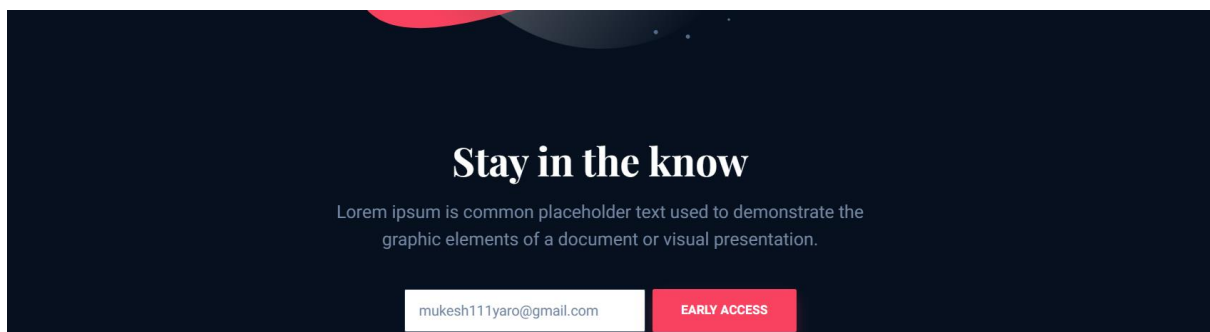 Stay in the know
Lorem ipsum is common placeholder text used to demonstrate the
graphic elements of a document or visual presentation.
mukesh111yaro@gmail.com
EARLY ACCESS